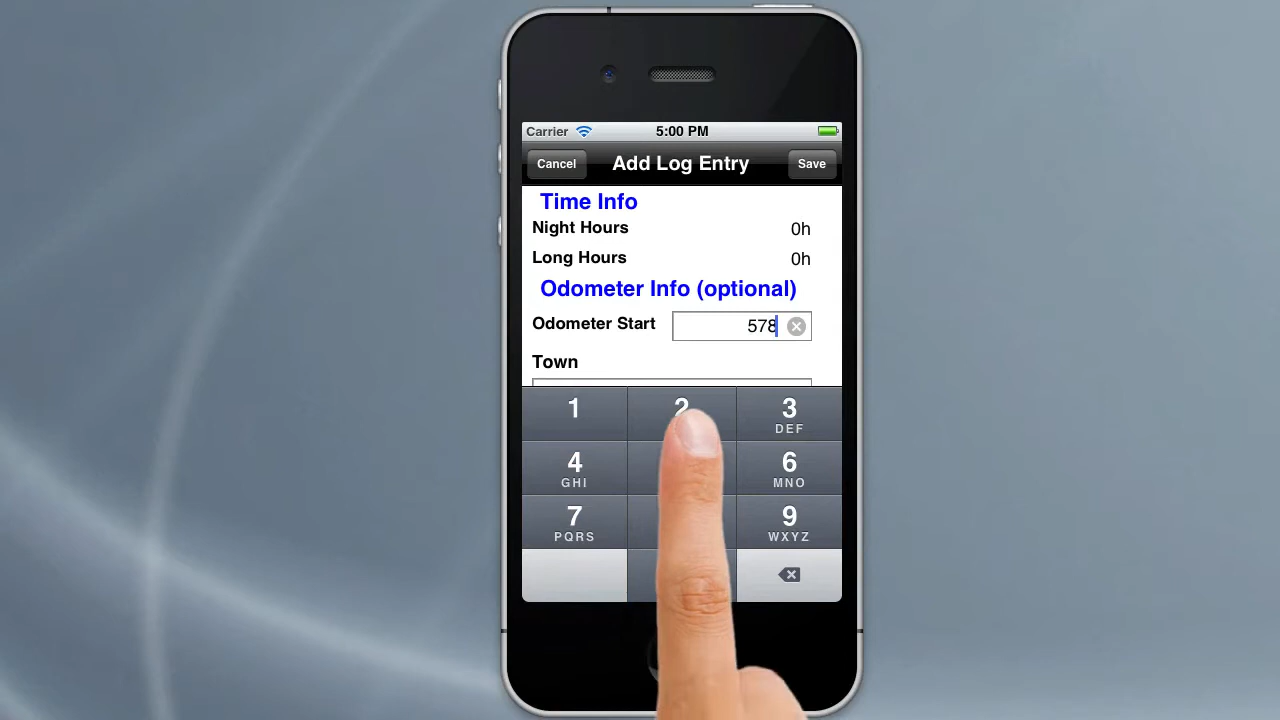 Carrier 5:00 PM
Cancel Add Log Entry Save
Time Info
Night Hours 0h
Long Hours 0h
Odometer Info (optional)
Odometer Start 578
Town
1 2 3
DEF
4 6
GHI MNO
7 9
PQRS WXYZ